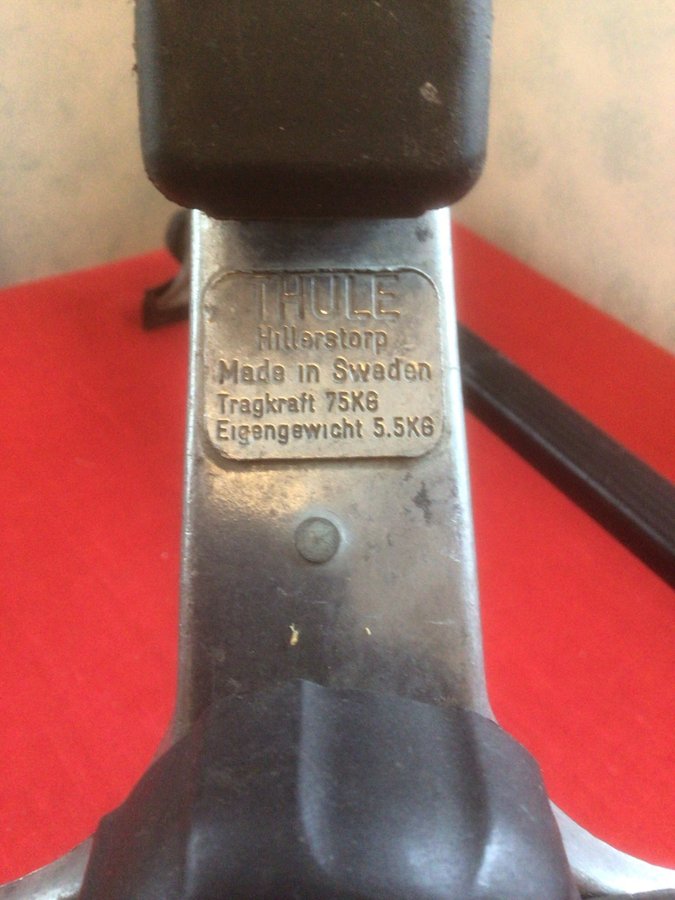 THULE
Hillerstorp
Made in Sweden
Tragkraft 75KG
Eigengewicht 5.5KG